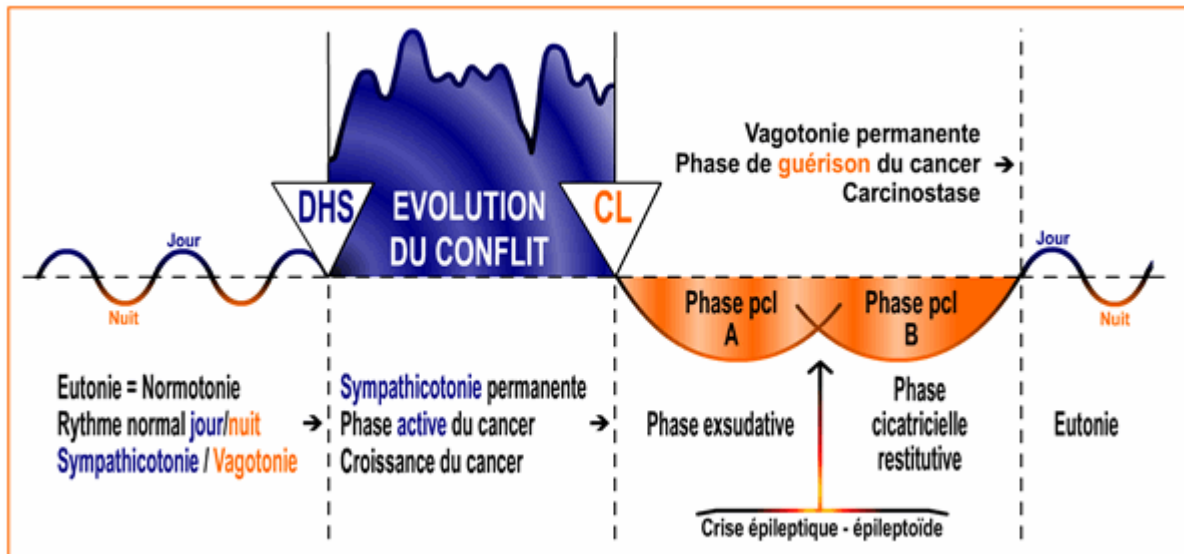 Vagotonie permanente
Phase de guérison du cancer
Carcinostase
DHS
EVOLUTION
DU CONFLIT
CL
Jour
Nuit
Phase pcl
A
Phase pcl
B
Jour
Nuit
Eutonie = Normotonie
Rythme normal jour/nuit
Sympathicotonie / Vagotonie
Sympathicotonie permanente
Phase active du cancer
Croissance du cancer
Phase exsudative
Phase
cicatricielle
restitutive
Eutonie
Crise épileptique - épileptoïde